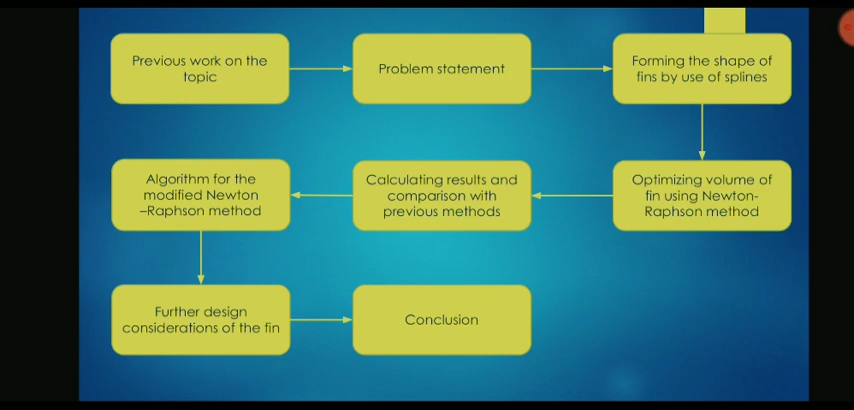 Previous work on the
topic
Problem statement
Forming the shape of
fins by use of splines
Optimizing volume of
fin using Newton-
Raphson method
Calculating results and
comparison with
previous methods
Algorithm for the
modified Newton
–Raphson method
Further design
considerations of the fin
Conclusion